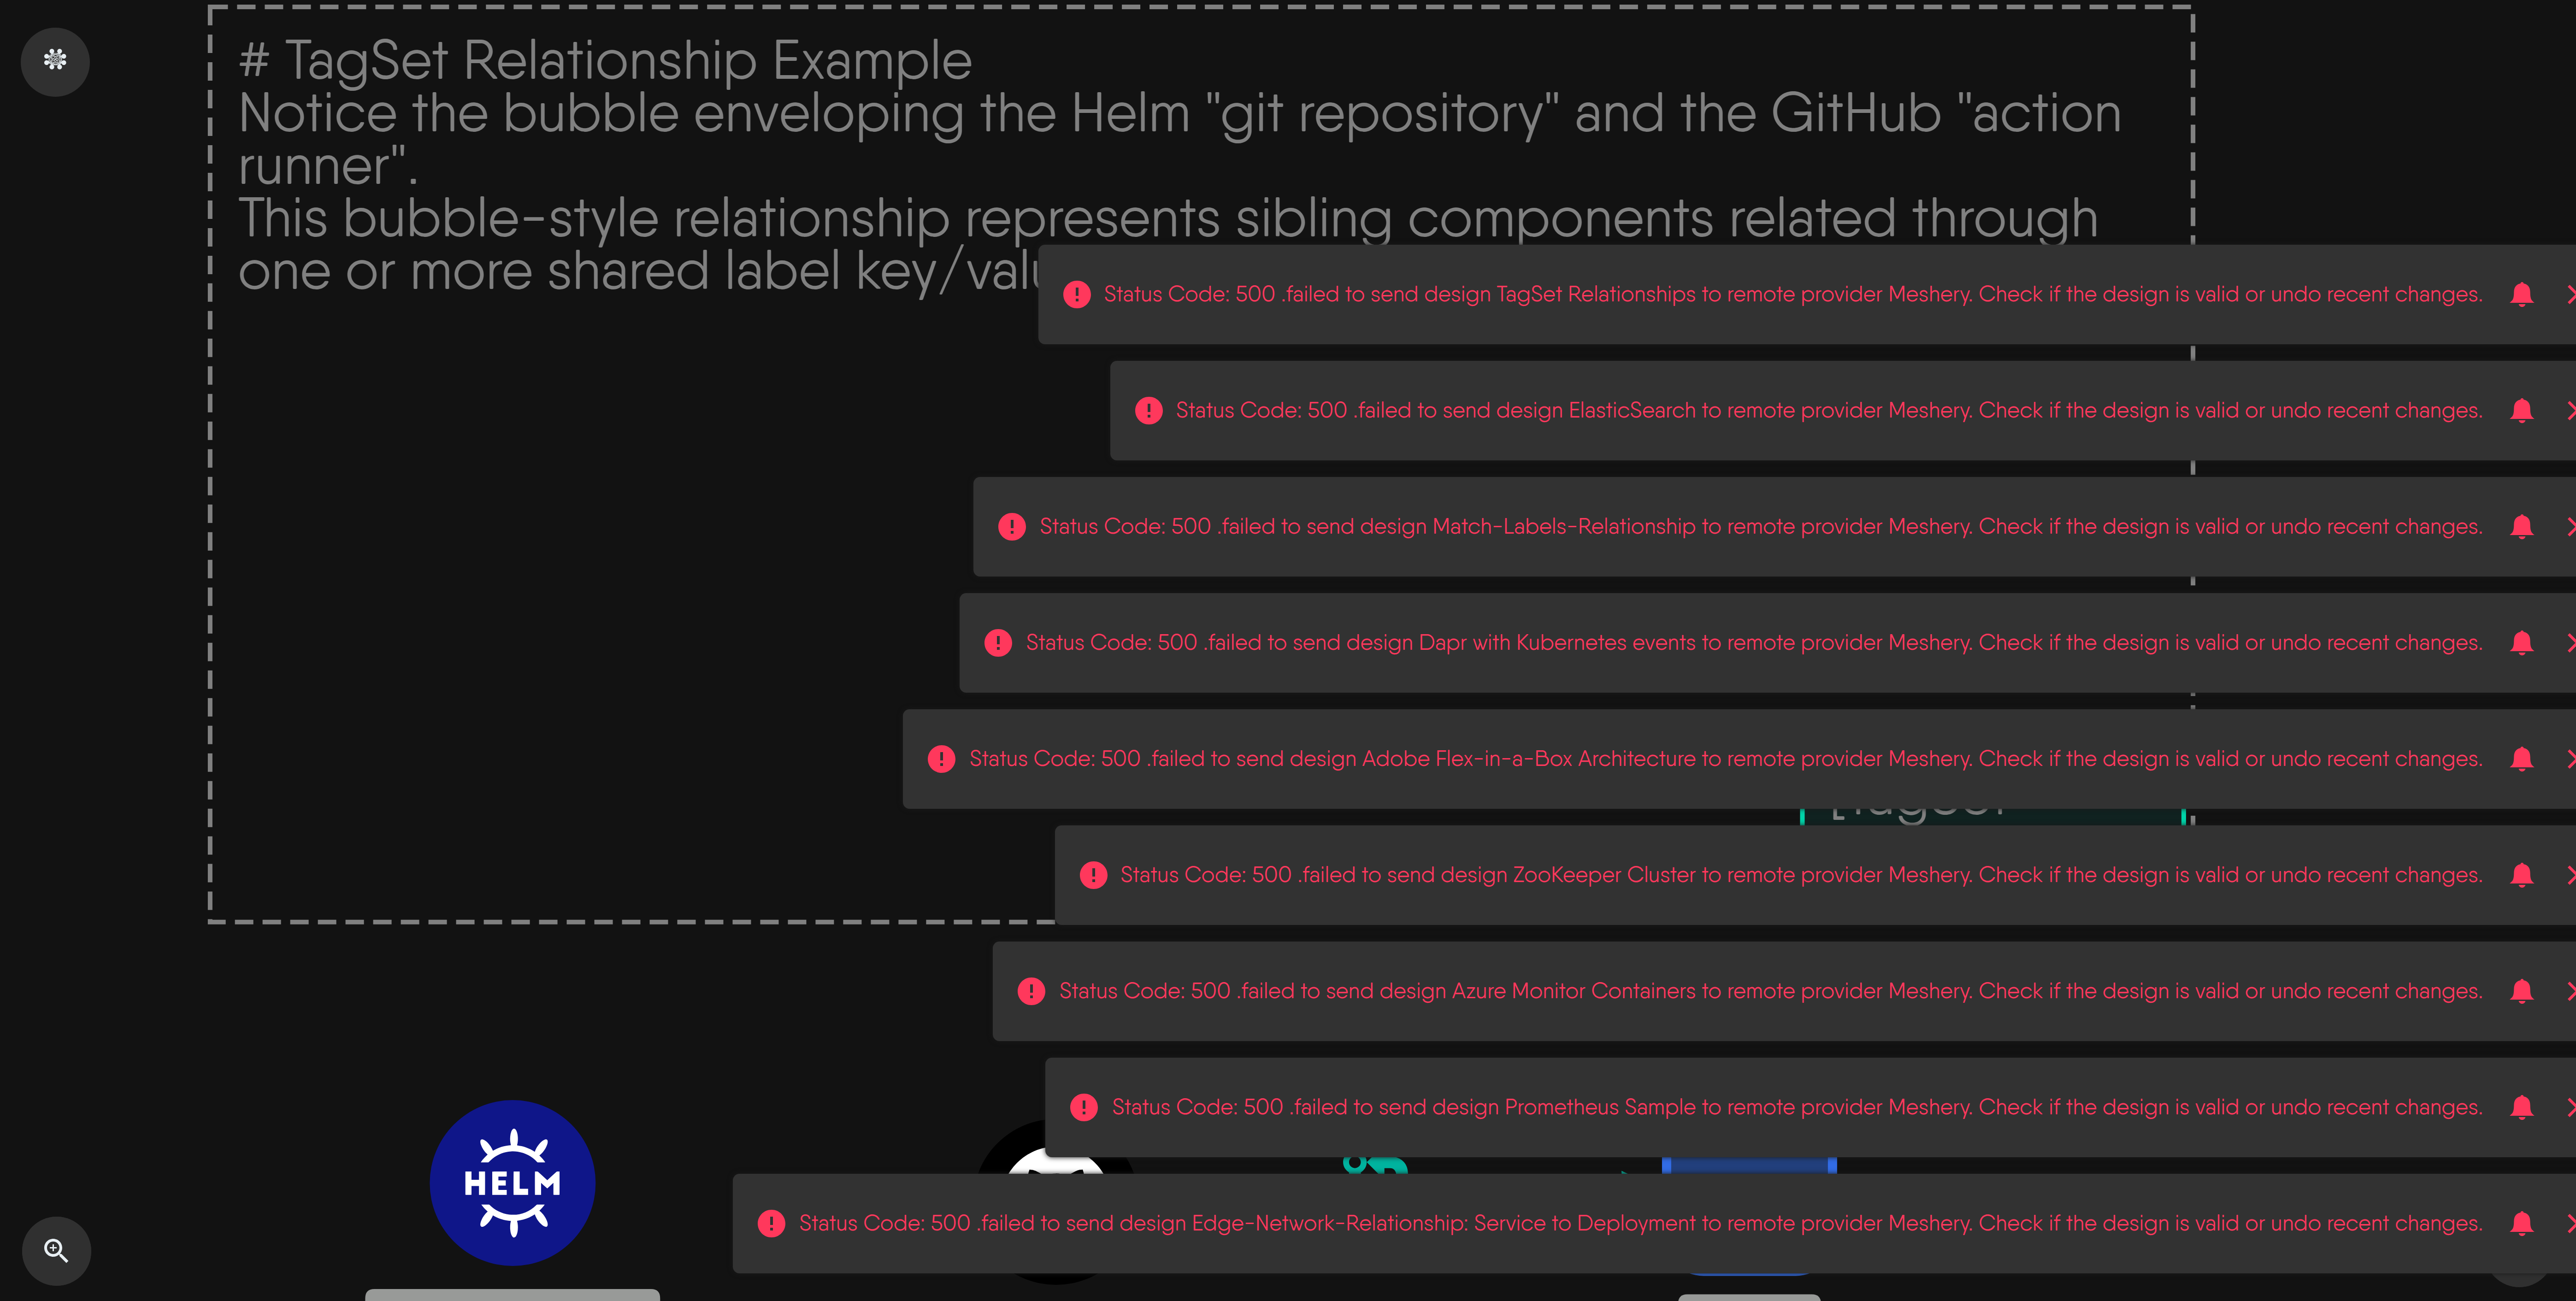 # TagSet Relationship Example
Notice the bubble enveloping the Helm "git repository" and the GitHub "action
runner".
This bubble-style relationship represents sibling components related through
one or more shared label key/valu
Status Code: 500 .failed to send design TagSet Relationships to remote provider Meshery. Check if the design is valid or undo recent changes.
Status Code: 500 .failed to send design ElasticSearch to remote provider Meshery. Check if the design is valid or undo recent changes.
Status Code: 500 .failed to send design Match-Labels-Relationship to remote provider Meshery. Check if the design is valid or undo recent changes.
Status Code: 500 .failed to send design Dapr with Kubernetes events to remote provider Meshery. Check if the design is valid or undo recent changes.
Status Code: 500 .failed to send design Adobe Flex-in-a-Box Architecture to remote provider Meshery. Check if the design is valid or undo recent changes.
Status Code: 500 .failed to send design ZooKeeper Cluster to remote provider Meshery. Check if the design is valid or undo recent changes.
Status Code: 500 .failed to send design Azure Monitor Containers to remote provider Meshery. Check if the design is valid or undo recent changes.
Status Code: 500 .failed to send design Prometheus Sample to remote provider Meshery. Check if the design is valid or undo recent changes.
HELM
Status Code: 500 .failed to send design Edge-Network-Relationship: Service to Deployment to remote provider Meshery. Check if the design is valid or undo recent changes.